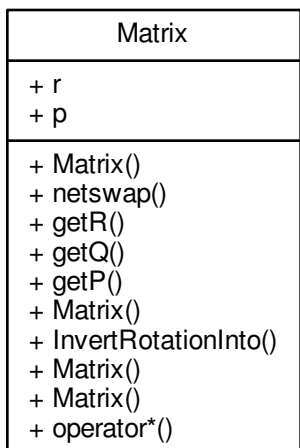 Matrix
+ r
+ p
+ Matrix()
+ netswap()
+ getR()
+ getQ()
+ getP()
+ Matrix()
+ InvertRotationInto()
+ Matrix()
+ Matrix()
+ operator*()